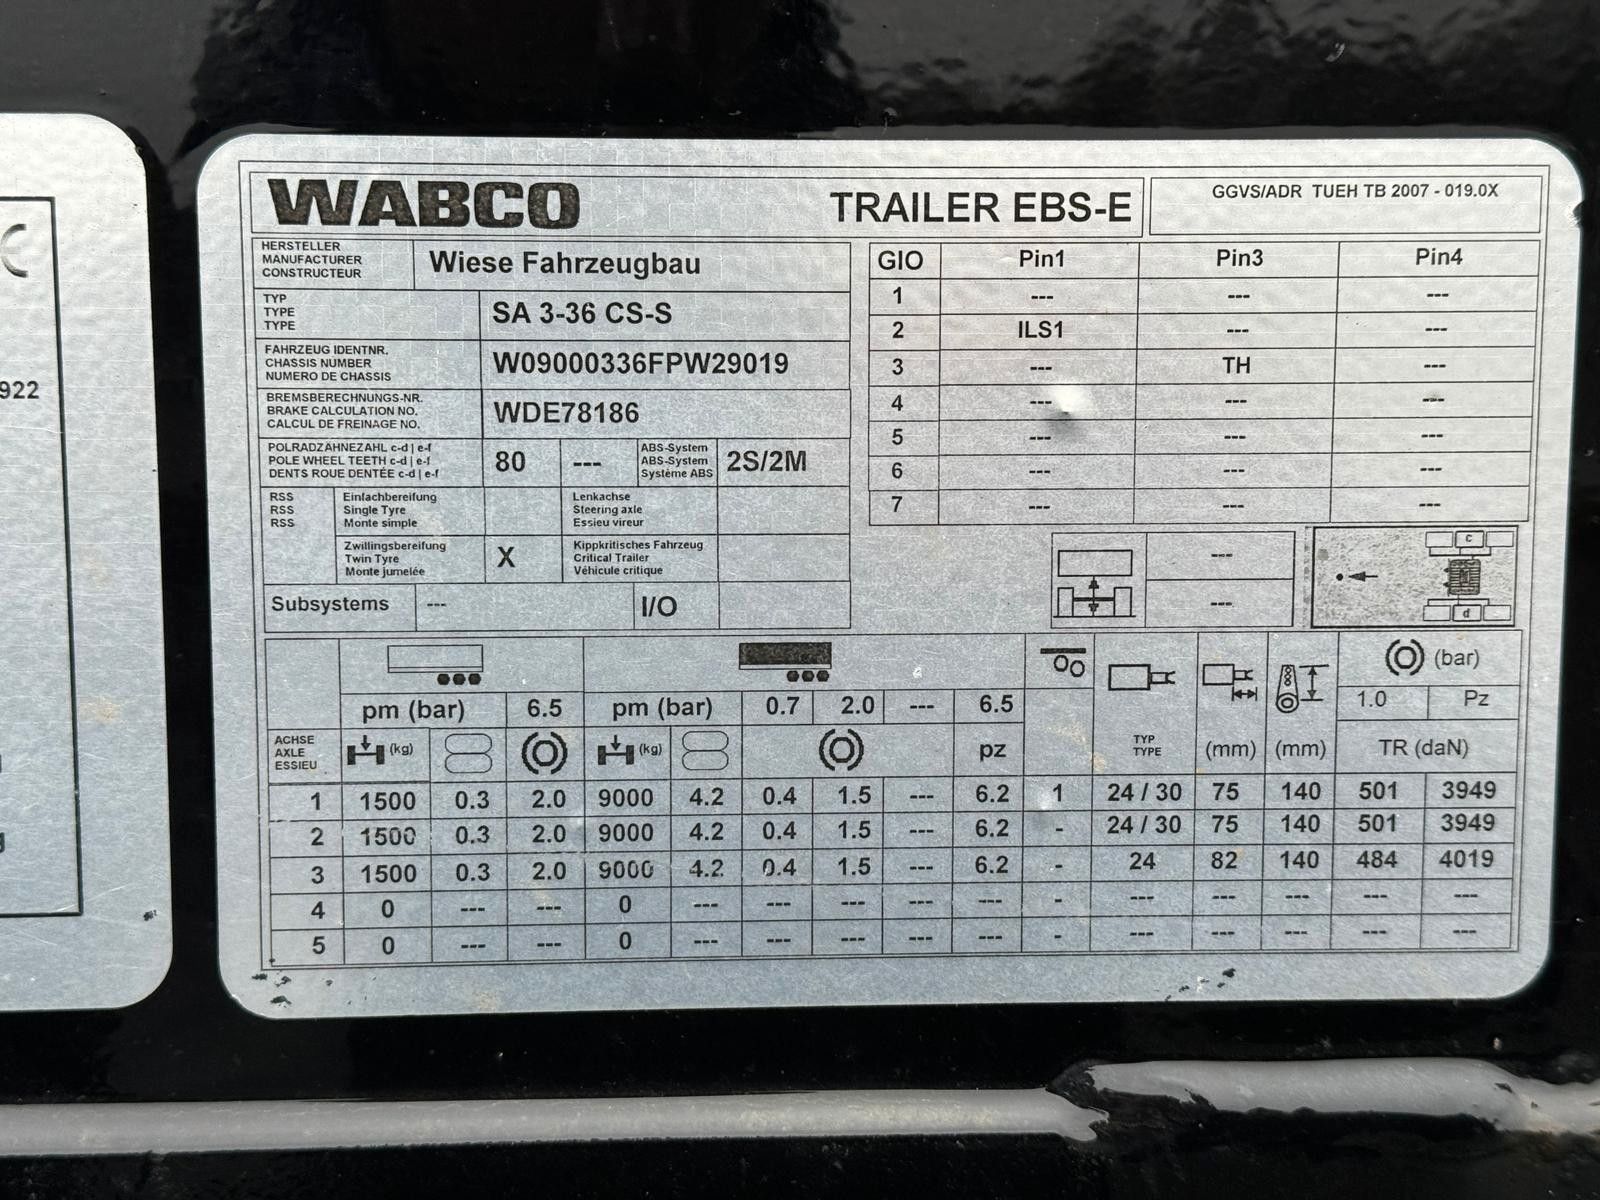 C
922
WABCO TRAILER EBS-E
GGVS/ADR TUEH TB 2007 - 019.0X
HERSTELLER
MANUFACTURER
CONSTRUCTEUR
Wiese Fahrzeugbau
TYP
TYPE
TYPE
SA 3-36 CS-S
FAHRZEUG IDENTNR.
CHASSIS NUMBER
NUMERO DE CHASSIS
W09000336FPW29019
BREMSBERECHNUNGS-NR.
BRAKE CALCULATION NO.
CALCUL DE FREINAGE NO.
WDE78186
POLRADZÄHNEZAHL c-d | e-f
POLE WHEEL TEETH c-d | e-f
DENTS ROUE DENTÉE c-d | e-f
80 ---
ABS-System
ABS-System
Système ABS
2S/2M
RSS
RSS
RSS
Einfachbereifung
Single Tyre
Monte simple
Lenkachse
Steering axle
Essieu vireur
Zwillingsbereifung
Twin Tyre
Monte jumelée
X
Kippkritisches Fahrzeug
Critical Trailer
Véhicule critique
Subsystems --- I/O
GIO Pin1 Pin3 Pin4
1 --- --- ---
2 ILS1 --- ---
3 --- TH ---
4 --- --- ---
5 --- --- ---
6 --- --- ---
7 --- --- ---
---
---
c
d
(bar)
pm (bar) 6.5 pm (bar) 0.7 2.0 --- 6.5 1.0 Pz
ACHSE
AXLE
ESSIEU
(kg) (kg) pz
TYP
TYPE
(mm) (mm) TR (daN)
1 1500 0.3 2.0 9000 4.2 0.4 1.5 --- 6.2 1 24 / 30 75 140 501 3949
2 1500 0.3 2.0 9000 4.2 0.4 1.5 --- 6.2 - 24 / 30 75 140 501 3949
3 1500 0.3 2.0 9000 4.2 0.4 1.5 --- 6.2 - 24 82 140 484 4019
4 0 --- --- 0 --- --- --- --- --- - --- --- --- --- ---
5 0 --- --- 0 --- --- --- --- --- - --- --- --- --- ---